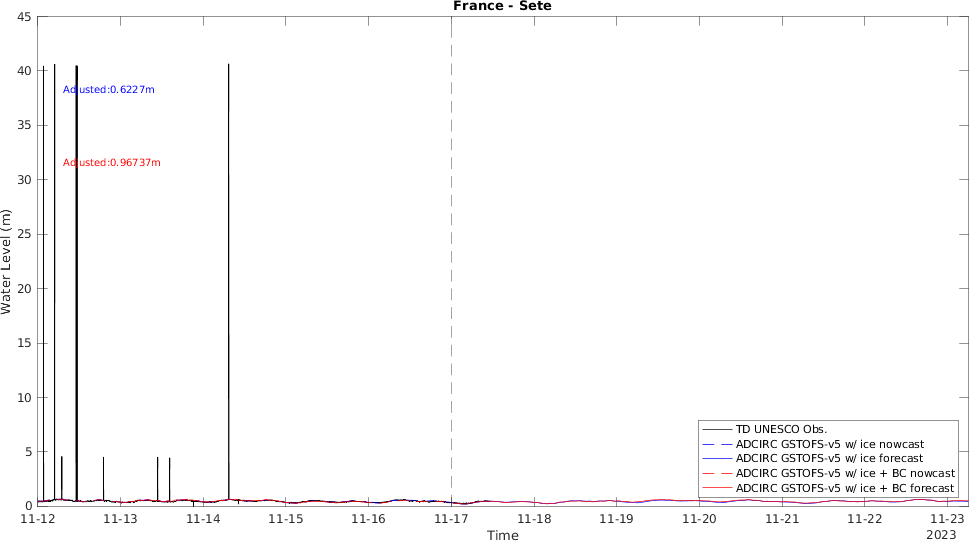 France - Sete
45
40
35
30
25
20
15
10
5
0
Water Level (m)
Adjusted:0.6227m
Adjusted:0.96737m
TD UNESCO Obs.
ADCIRC GSTOFS-v5 w/ ice nowcast
ADCIRC GSTOFS-v5 w/ ice forecast
ADCIRC GSTOFS-v5 w/ ice + BC nowcast
ADCIRC GSTOFS-v5 w/ ice + BC forecast
11-12 11-13 11-14 11-15 11-16 11-17 11-18 11-19 11-20 11-21 11-22 11-23
Time
2023